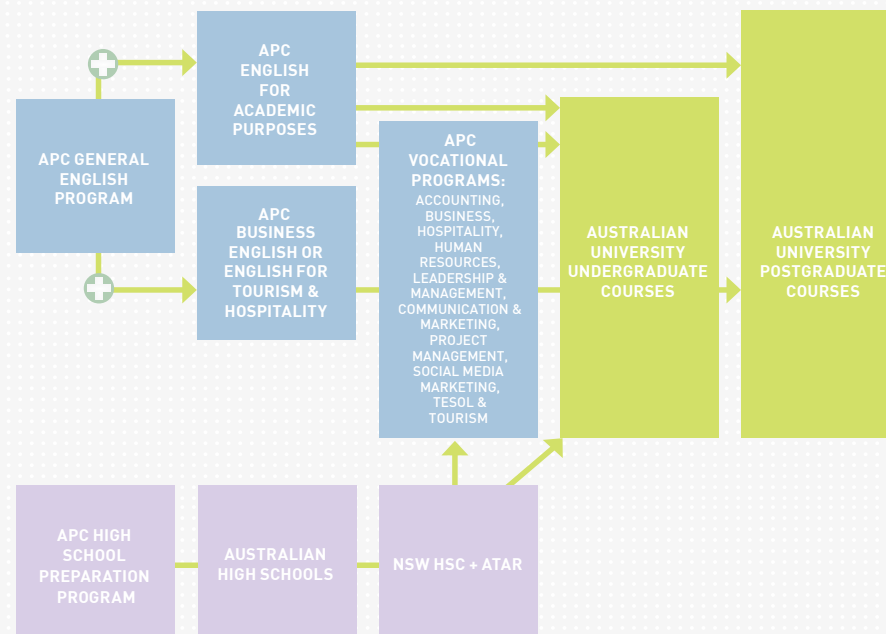 APC GENERAL
ENGLISH
PROGRAM
APC
ENGLISH
FOR
ACADEMIC
PURPOSES
APC
BUSINESS
ENGLISH OR
ENGLISH FOR
TOURISM &
HOSPITALITY
APC
VOCATIONAL
PROGRAMS:
ACCOUNTING,
BUSINESS,
HOSPITALITY,
HUMAN
RESOURCES,
LEADERSHIP &
MANAGEMENT,
COMMUNICATION &
MARKETING,
PROJECT
MANAGEMENT,
SOCIAL MEDIA
MARKETING,
TESOL &
TOURISM
AUSTRALIAN
UNIVERSITY
UNDERGRADUATE
COURSES
AUSTRALIAN
UNIVERSITY
POSTGRADUATE
COURSES
APC HIGH
SCHOOL
PREPARATION
PROGRAM
AUSTRALIAN
HIGH SCHOOLS
NSW HSC + ATAR